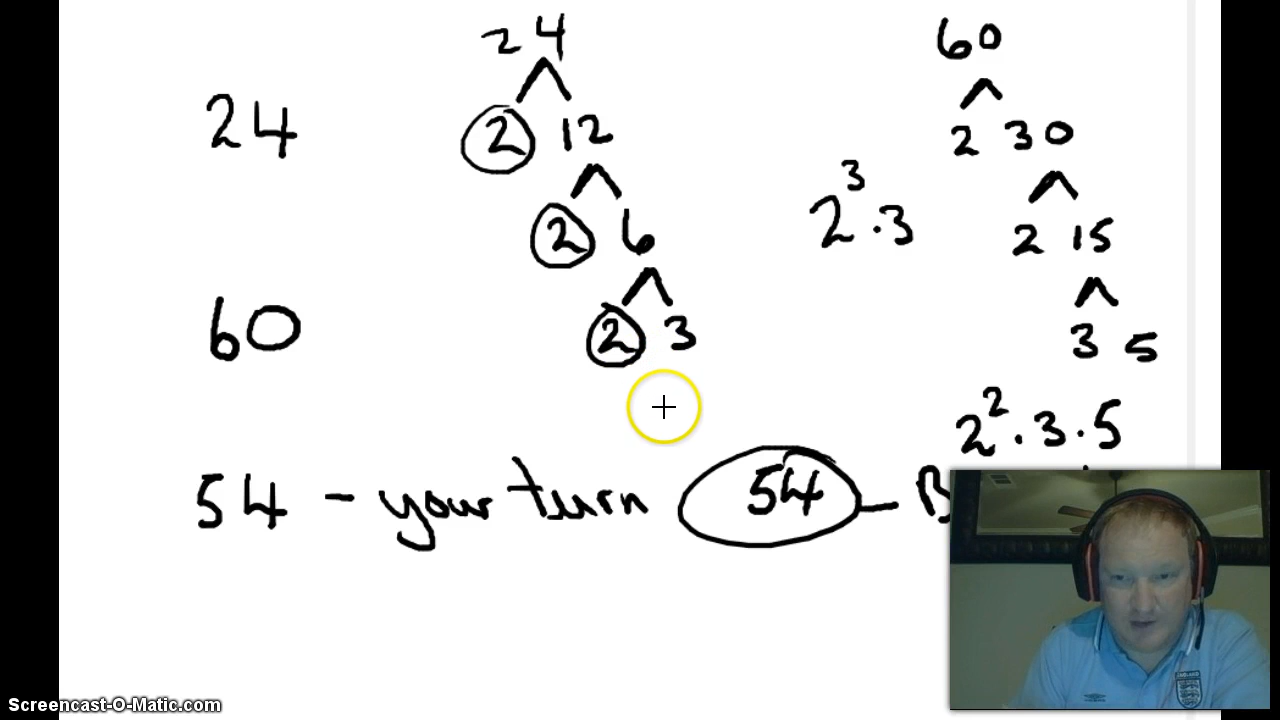 24 60
24 2 12 2 30
2 6 2³·3 2 15
60 2 3 3 5
2²·3·5
54 - your turn 54 - B
Screencast-O-Matic.com
ENGLAND